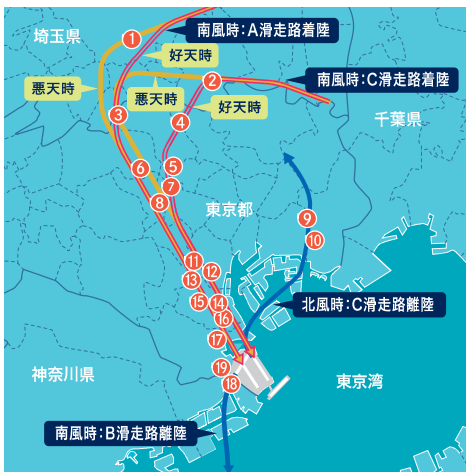 埼玉県
①
南風時：A滑走路着陸
好天時
悪天時
悪天時
②
南風時：C滑走路着陸
好天時
③
④
千葉県
⑤
⑥
⑦
⑧
東京都
⑨
⑩
⑪
⑫
⑬
⑭
⑮
⑯
北風時：C滑走路離陸
⑰
⑲
⑱
神奈川県
東京湾
南風時：B滑走路離陸